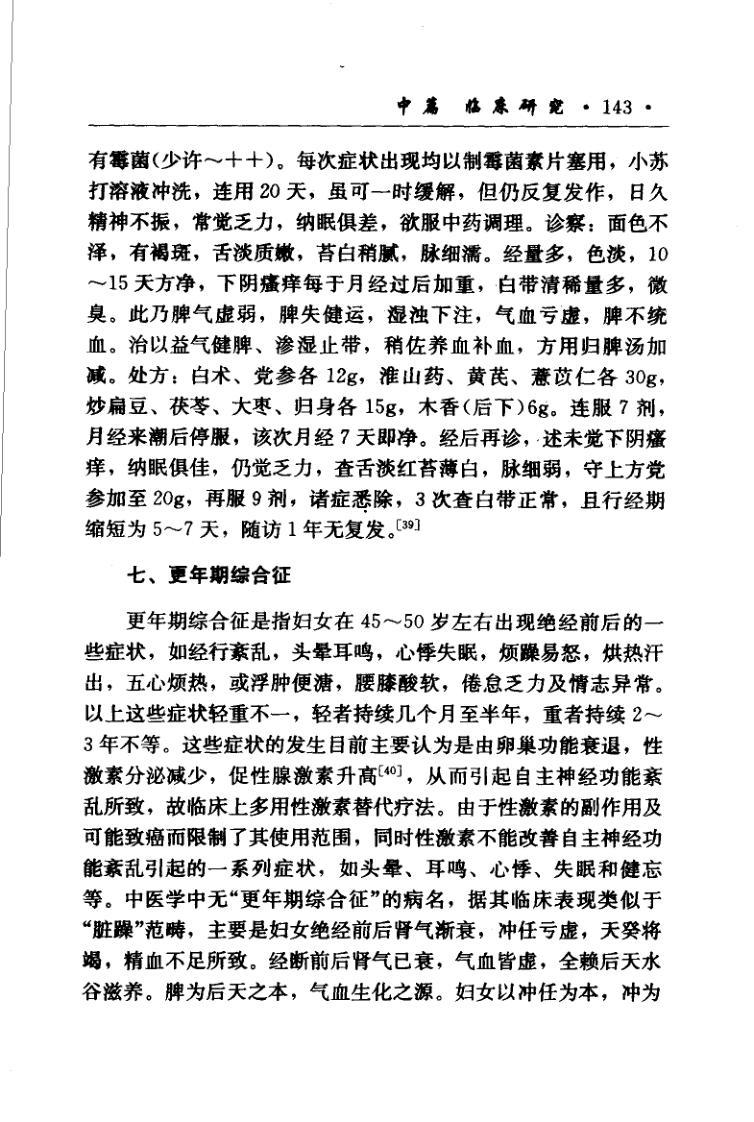 中篇 临床研究 · 143 ·
有霉菌(少许～＋＋)。每次症状出现均以制霉菌素片塞用，小苏
打溶液冲洗，连用 20 天，虽可一时缓解，但仍反复发作，日久
精神不振，常觉乏力，纳眠俱差，欲服中药调理。诊察：面色不
泽，有褐斑，舌淡质嫩，苔白稍腻，脉细濡。经量多，色淡，10
～15 天方净，下阴瘙痒每于月经过后加重，白带清稀量多，微
臭。此乃脾气虚弱，脾失健运，湿浊下注，气血亏虚，脾不统
血。治以益气健脾、渗湿止带，稍佐养血补血，方用归脾汤加
减。处方：白术、党参各 12g，淮山药、黄芪、薏苡仁各 30g，
炒扁豆、茯苓、大枣、归身各 15g，木香(后下)6g。连服 7 剂，
月经来潮后停服，该次月经 7 天即净。经后再诊，述未觉下阴瘙
痒，纳眠俱佳，仍觉乏力，查舌淡红苔薄白，脉细弱，守上方党
参加至 20g，再服 9 剂，诸症悉除，3 次查白带正常，且行经期
缩短为 5～7 天，随访 1 年无复发。[39]
七、更年期综合征
更年期综合征是指妇女在 45～50 岁左右出现绝经前后的一
些症状，如经行紊乱，头晕耳鸣，心悸失眠，烦躁易怒，烘热汗
出，五心烦热，或浮肿便溏，腰膝酸软，倦怠乏力及情志异常。
以上这些症状轻重不一，轻者持续几个月至半年，重者持续 2～
3 年不等。这些症状的发生目前主要认为是由卵巢功能衰退，性
激素分泌减少，促性腺激素升高[40]，从而引起自主神经功能紊
乱所致，故临床上多用性激素替代疗法。由于性激素的副作用及
可能致癌而限制了其使用范围，同时性激素不能改善自主神经功
能紊乱引起的一系列症状，如头晕、耳鸣、心悸、失眠和健忘
等。中医学中无“更年期综合征”的病名，据其临床表现类似于
“脏躁”范畴，主要是妇女绝经前后肾气渐衰，冲任亏虚，天癸将
竭，精血不足所致。经断前后肾气已衰，气血皆虚，全赖后天水
谷滋养。脾为后天之本，气血生化之源。妇女以冲任为本，冲为